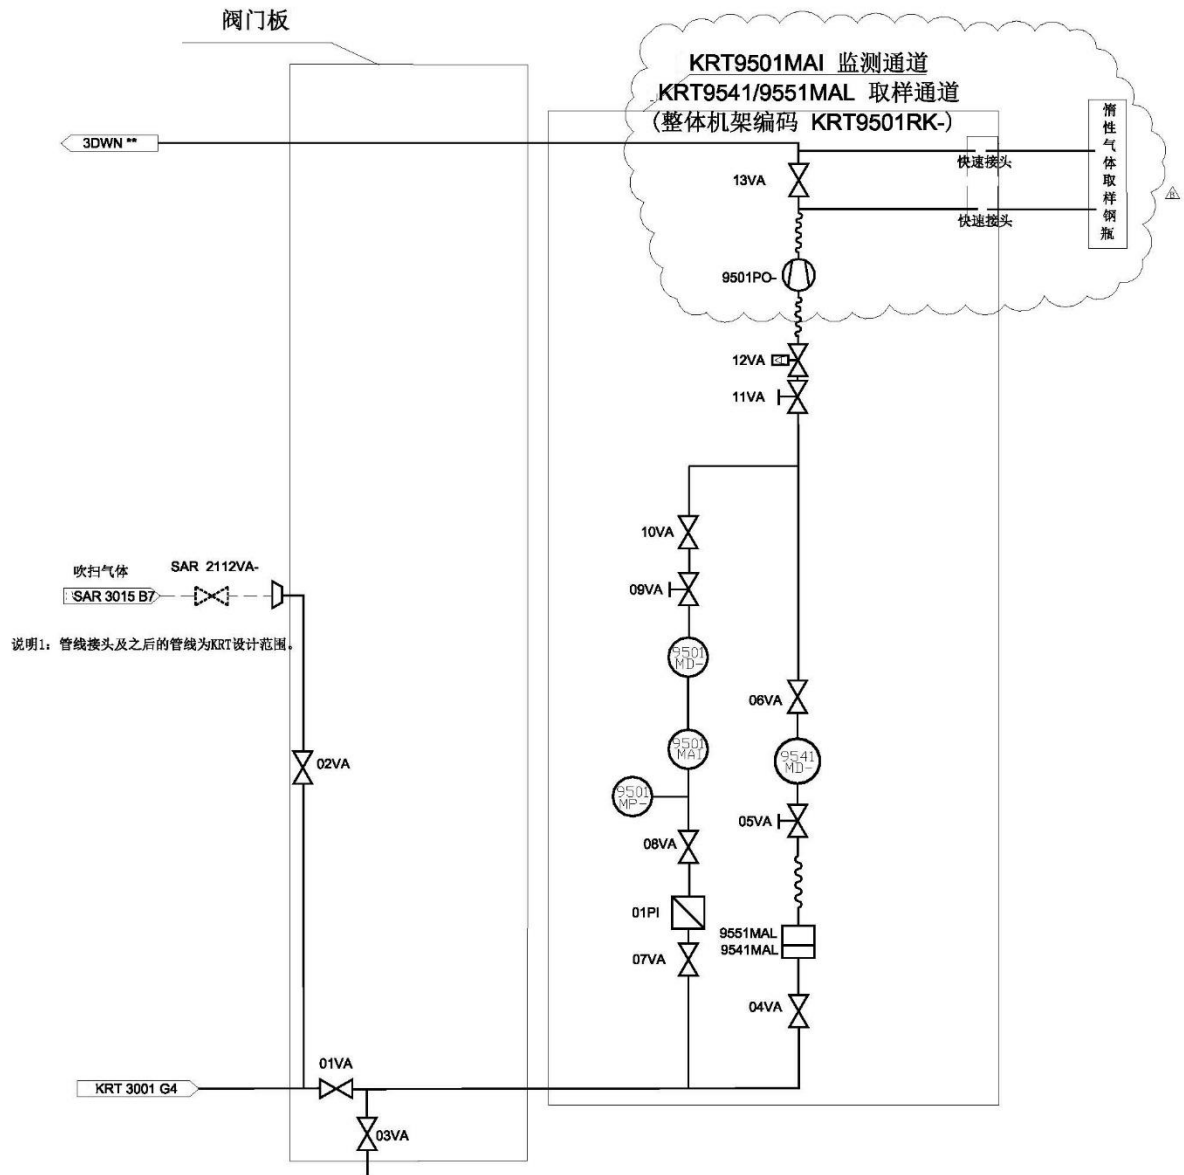 阀门板
KRT9501MAI 监测通道
KRT9541/9551MAL 取样通道
(整体机架编码 KRT9501RK-)
3DWN **
快速接头
惰性气体取样钢瓶
13VA
快速接头
9501PO-
12VA
11VA
10VA
吹扫气体
SAR 2112VA-
SAR 3015 B7
09VA
说明1: 管线接头及之后的管线为KRT设计范围。
9501
MD-
06VA
02VA
9501
MAI
9541
MD-
9501
MP-
05VA
08VA
01PI
9551MAL
9541MAL
07VA
04VA
01VA
KRT 3001 G4
03VA